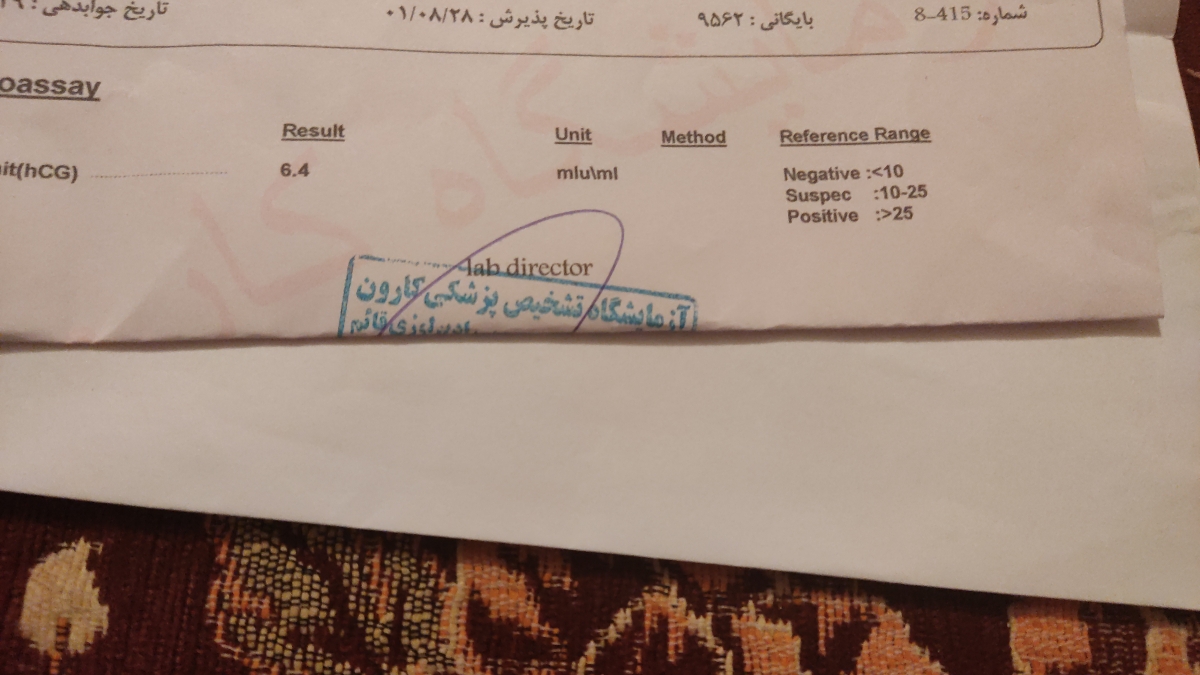 شماره: 415-8 بایگانی : ۹۵۶۲ تاریخ پذیرش : ۰۱/۰۸/۲۸ تاریخ جوابدهی :
oassay
Result Unit Method Reference Range
it(hCG) ........................ 6.4 mIu\ml Negative :<10
Suspec :10-25
Positive :>25
lab director
آزمایشگاه تشخیص پزشکی کارون